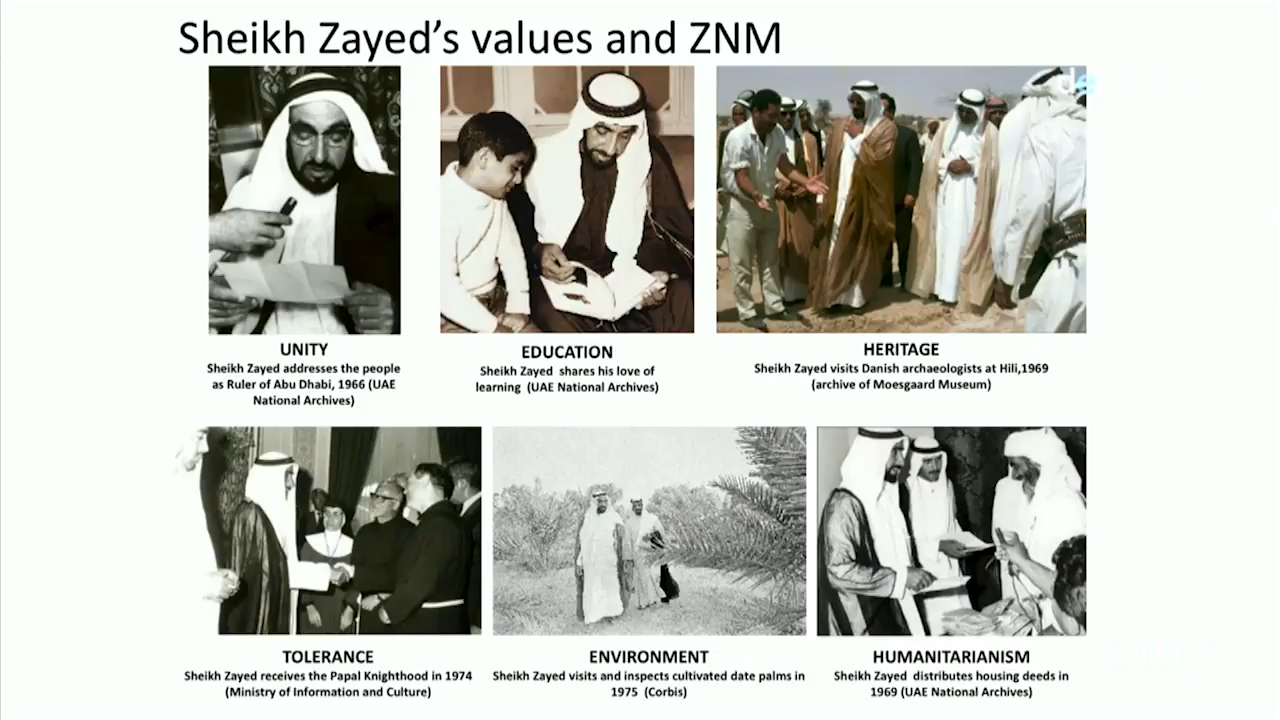 Sheikh Zayed's values and ZNM
UNITY
Sheikh Zayed addresses the people
as Ruler of Abu Dhabi, 1966 (UAE
National Archives)
EDUCATION
Sheikh Zayed shares his love of
learning (UAE National Archives)
HERITAGE
Sheikh Zayed visits Danish archaeologists at Hili,1969
(archive of Moesgaard Museum)
TOLERANCE
Sheikh Zayed receives the Papal Knighthood in 1974
(Ministry of Information and Culture)
ENVIRONMENT
Sheikh Zayed visits and inspects cultivated date palms in
1975 (Corbis)
HUMANITARIANISM
Sheikh Zayed distributes housing deeds in
1969 (UAE National Archives)